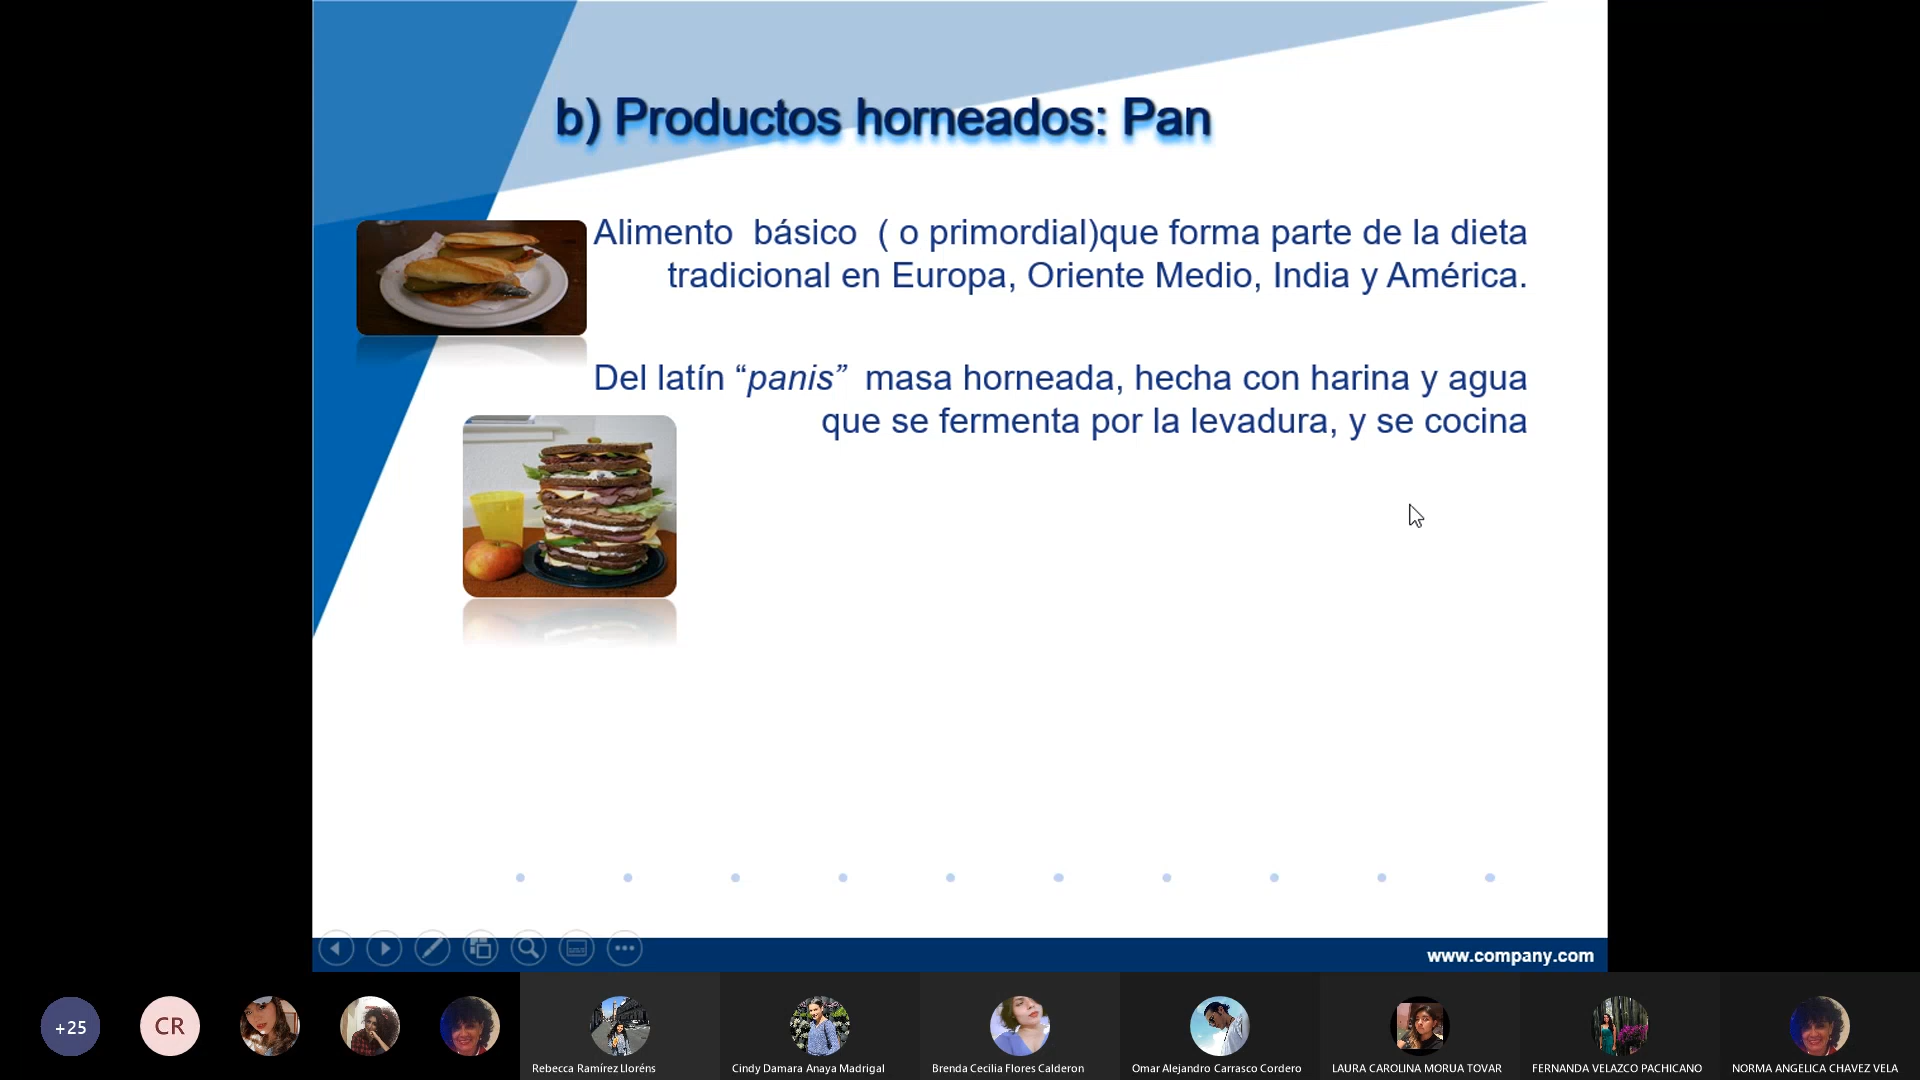 b) Productos horneados: Pan
Alimento  básico  ( o primordial)que forma parte de la dieta
tradicional en Europa, Oriente Medio, India y América.
Del latín “panis”  masa horneada, hecha con harina y agua
que se fermenta por la levadura, y se cocina
www.company.com
+25
CR
Rebecca Ramírez Lloréns
Cindy Damara Anaya Madrigal
Brenda Cecilia Flores Calderon
Omar Alejandro Carrasco Cordero
LAURA CAROLINA MORUA TOVAR
FERNANDA VELAZCO PACHICANO
NORMA ANGELICA CHAVEZ VELA